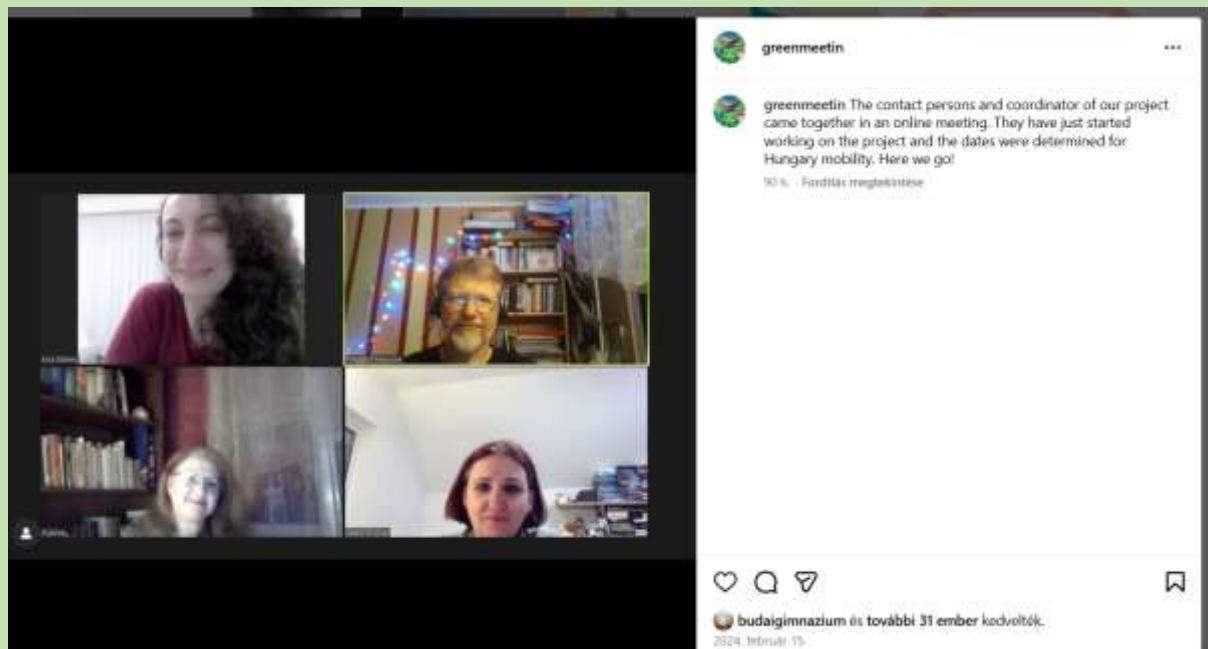 greenmeetin
greenmeetin The contact persons and coordinator of our project
came together in an online meeting. They have just started
working on the project and the dates were determined for
Hungary mobility. Here we go!
90 h. Fordítás megtekintése
budaigimnazium és további 31 ember kedvelték.
2024. február 15.